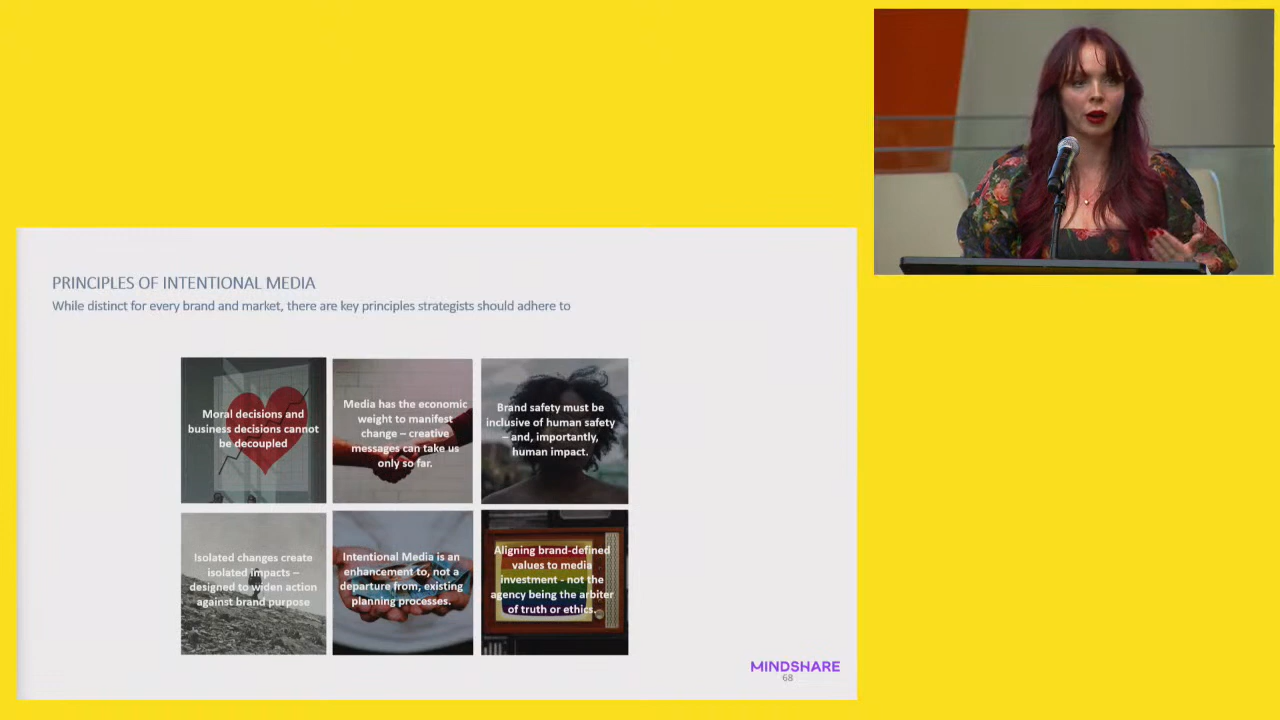 PRINCIPLES OF INTENTIONAL MEDIA
While distinct for every brand and market, there are key principles strategists should adhere to
Moral decisions and
business decisions cannot
be decoupled
Media has the economic
weight to manifest
change – creative
messages can take us
only so far.
Brand safety must be
inclusive of human safety
– and, importantly,
human impact.
Isolated changes create
isolated impacts –
designed to widen action
against brand purpose
Intentional Media is an
enhancement to, not a
departure from, existing
planning processes.
Aligning brand-defined
values to media
investment - not the
agency being the arbiter
of truth or ethics.
MINDSHARE
68